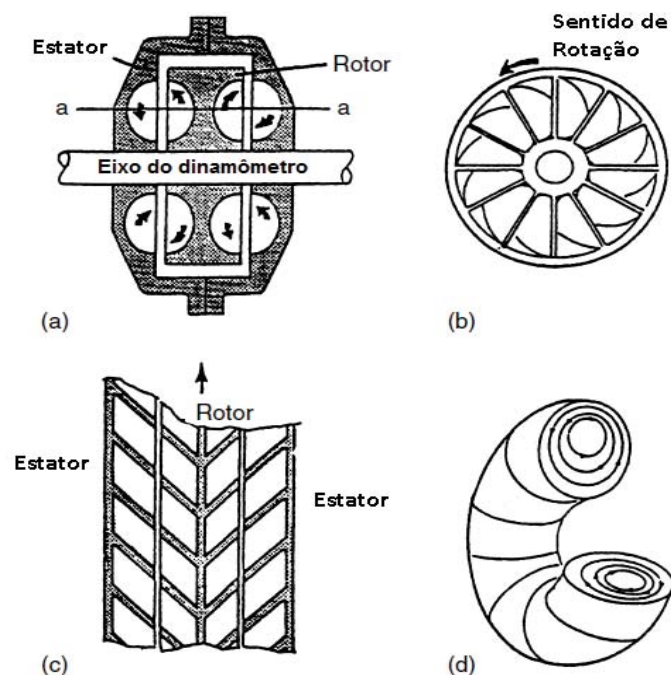 Estator
Rotor
a
a
Eixo do dinamômetro
(a)
Sentido de
Rotação
(b)
Rotor
Estator
Estator
(c)
(d)